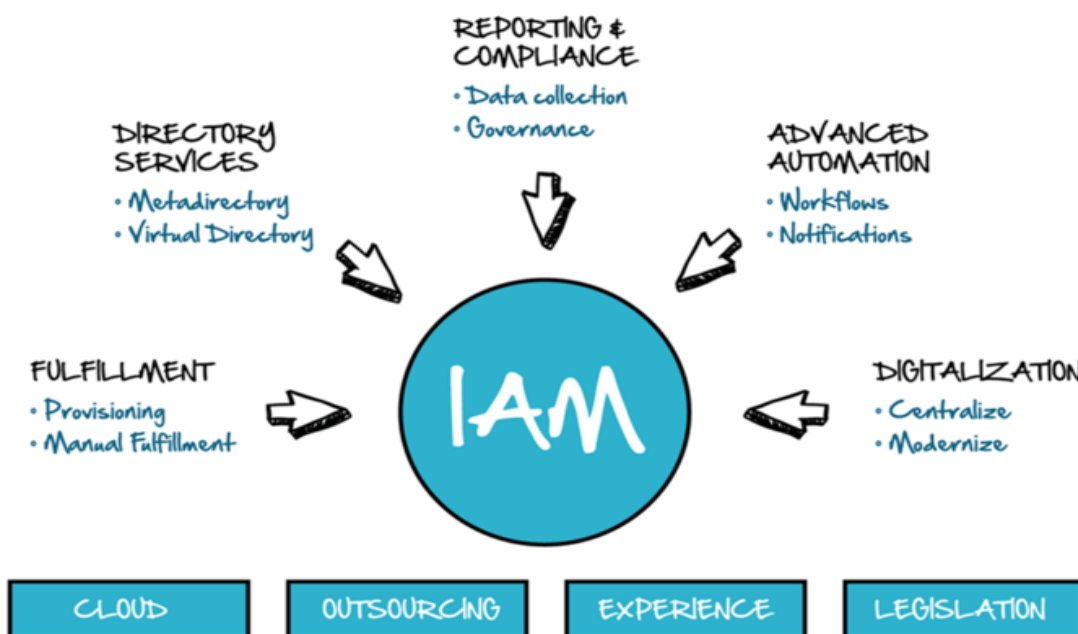 REPORTING &
COMPLIANCE
• Data collection
• Governance
DIRECTORY
SERVICES
• Metadirectory
• Virtual Directory
ADVANCED
AUTOMATION
• Workflows
• Notifications
FULFILLMENT
• Provisioning
• Manual Fulfillment
IAM
DIGITALIZATION
• Centralize
• Modernize
CLOUD
OUTSOURCING
EXPERIENCE
LEGISLATION